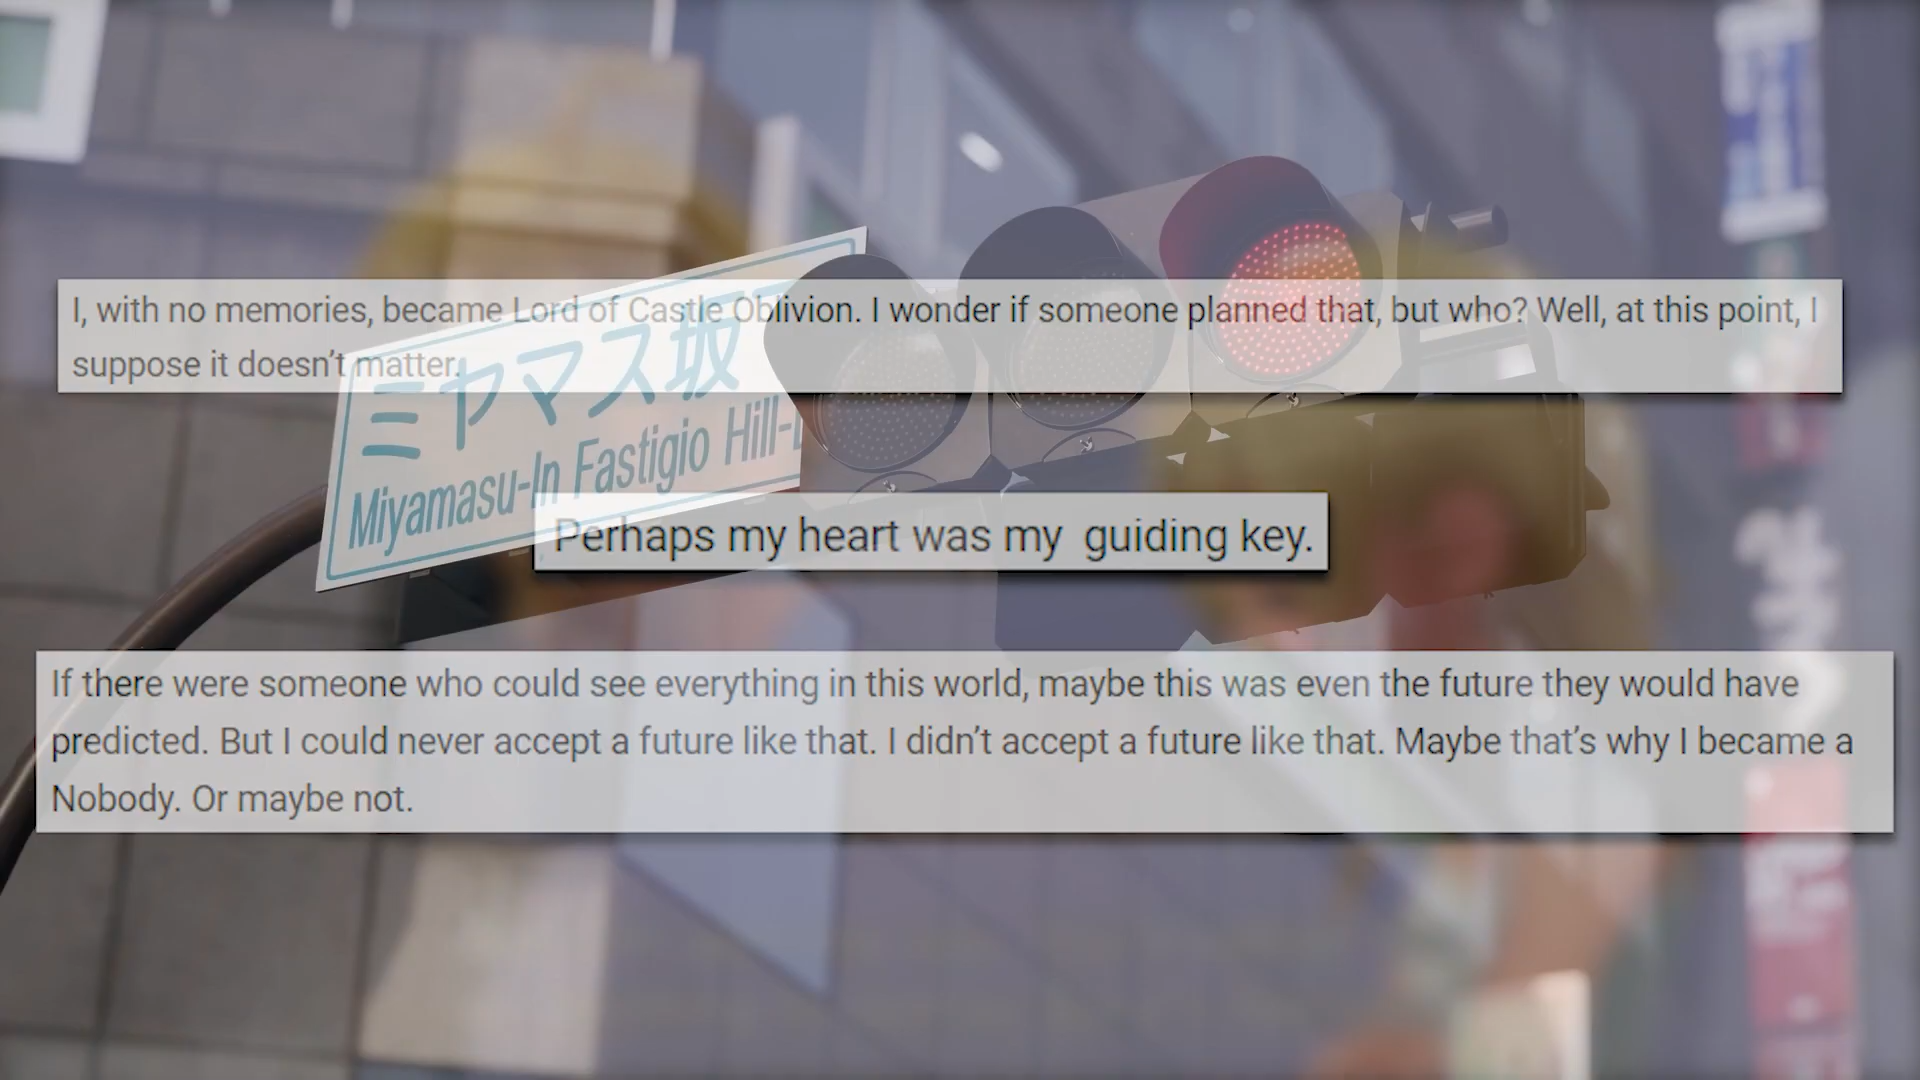 I, with no memories, became Lord of Castle Oblivion. I wonder if someone planned that, but who? Well, at this point, I
suppose it doesn’t matter.
ミヤマス坂
Miyamasu-In Fastigio Hill-
Perhaps my heart was my guiding key.
If there were someone who could see everything in this world, maybe this was even the future they would have
predicted. But I could never accept a future like that. I didn’t accept a future like that. Maybe that’s why I became a
Nobody. Or maybe not.